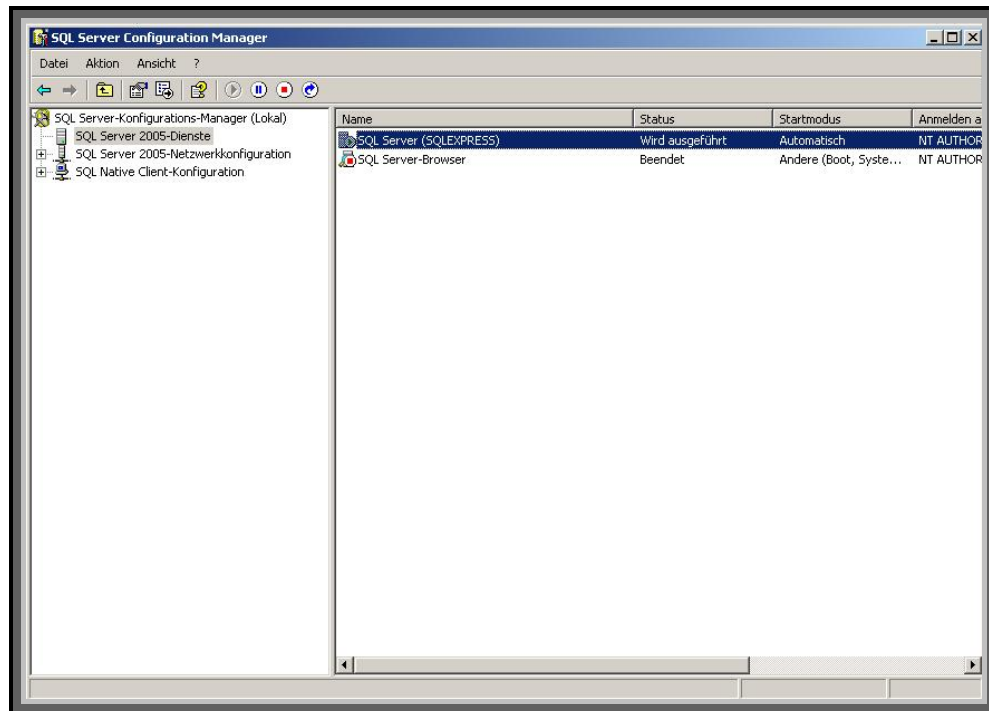 SQL Server Configuration Manager
Datei Aktion Ansicht ?
SQL Server-Konfigurations-Manager (Lokal)
SQL Server 2005-Dienste
SQL Server 2005-Netzwerkkonfiguration
SQL Native Client-Konfiguration
Name Status Startmodus Anmelden a
SQL Server (SQLEXPRESS) Wird ausgeführt Automatisch NT AUTHOR
SQL Server-Browser Beendet Andere (Boot, Syste... NT AUTHOR